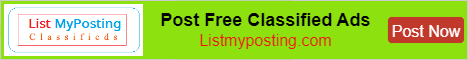 List MyPosting
Classifieds
Post Free Classified Ads
Listmyposting.com
Post Now